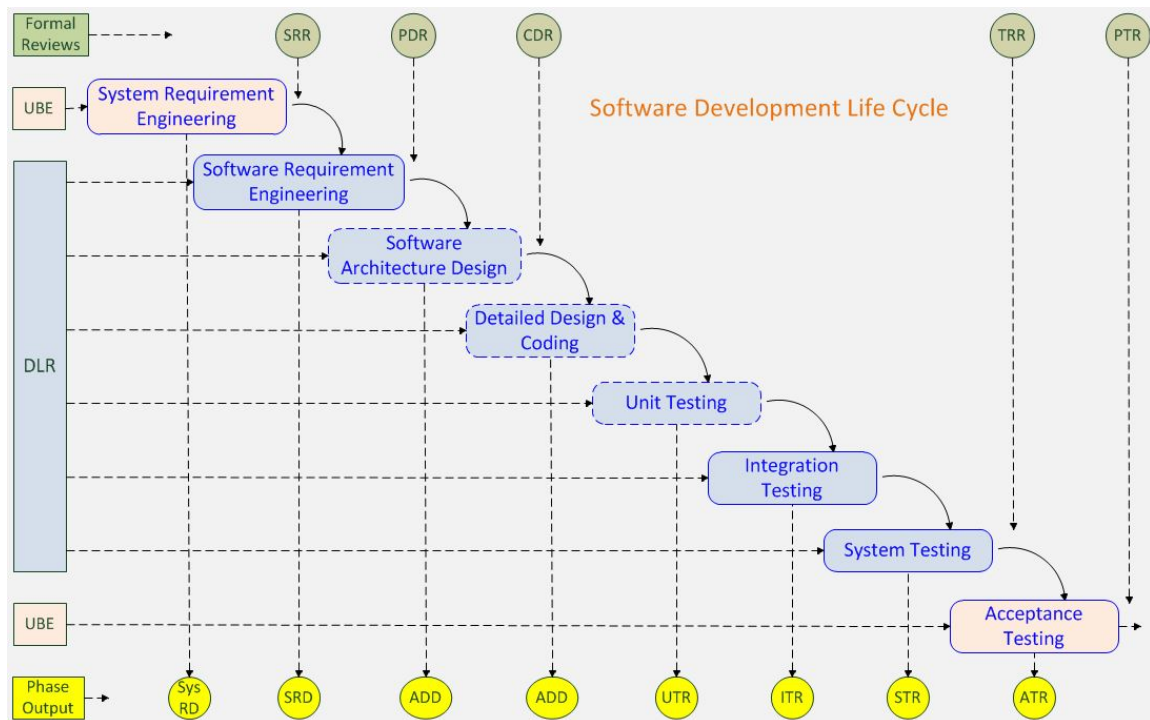 Formal
Reviews
SRR
PDR
CDR
TRR
PTR
UBE
System Requirement
Engineering
Software Development Life Cycle
Software Requirement
Engineering
Software
Architecture Design
Detailed Design &
Coding
DLR
Unit Testing
Integration
Testing
System Testing
UBE
Acceptance
Testing
Phase
Output
Sys
RD
SRD
ADD
ADD
UTR
ITR
STR
ATR